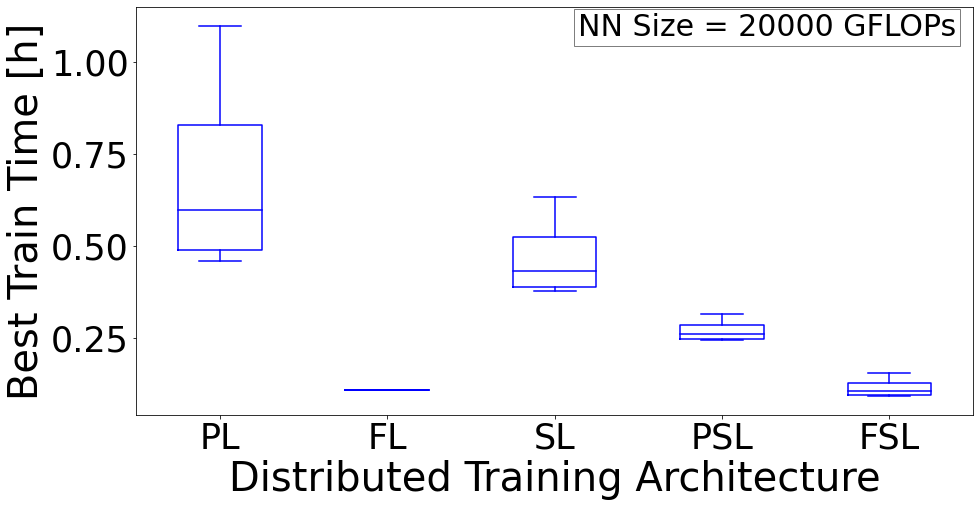 NN Size = 20000 GFLOPs
Best Train Time [h]
1.00
0.75
0.50
0.25
PL FL SL PSL FSL
Distributed Training Architecture